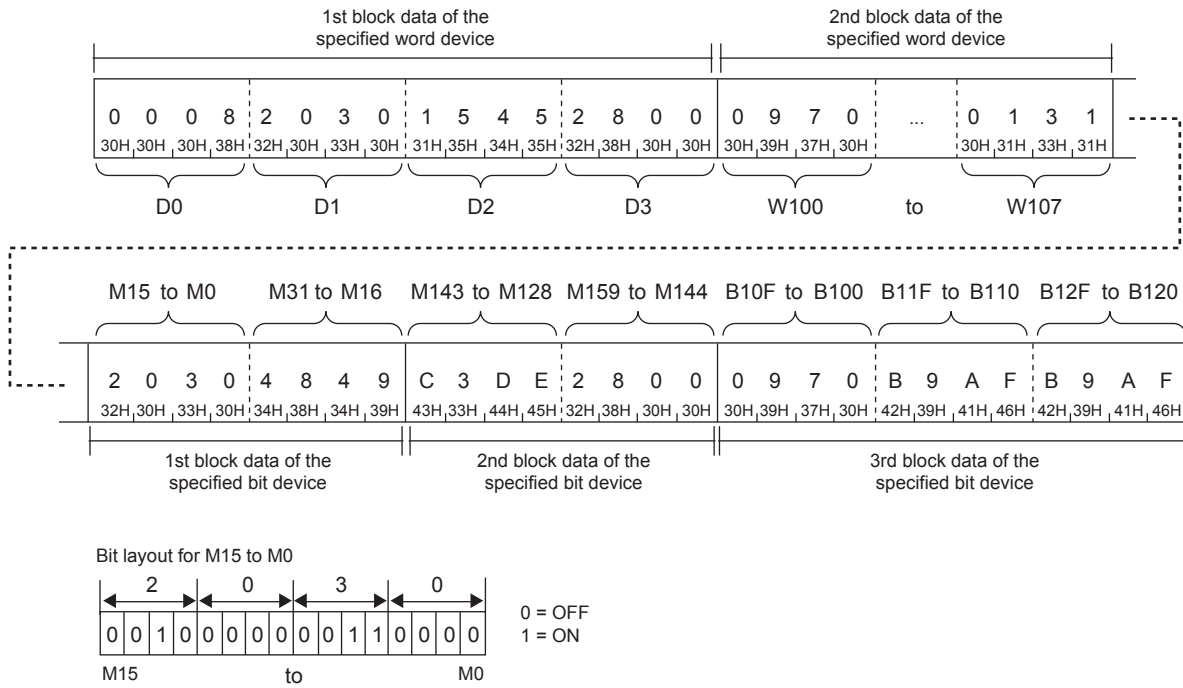 1st block data of the
specified word device
2nd block data of the
specified word device
0 0 0 8 2 0 3 0 1 5 4 5 2 8 0 0 0 9 7 0 ... 0 1 3 1
30H 30H 30H 38H 32H 30H 33H 30H 31H 35H 34H 35H 32H 38H 30H 30H 30H 39H 37H 30H 30H 31H 33H 31H
D0 D1 D2 D3 W100 to W107
M15 to M0 M31 to M16 M143 to M128 M159 to M144 B10F to B100 B11F to B110 B12F to B120
2 0 3 0 4 8 4 9 C 3 D E 2 8 0 0 0 9 7 0 B 9 A F B 9 A F
32H 30H 33H 30H 34H 38H 34H 39H 43H 33H 44H 45H 32H 38H 30H 30H 30H 39H 37H 30H 42H 39H 41H 46H 42H 39H 41H 46H
1st block data of the
specified bit device
2nd block data of the
specified bit device
3rd block data of the
specified bit device
Bit layout for M15 to M0
2 0 3 0
0 0 1 0 0 0 0 0 0 0 1 1 0 0 0 0
0 = OFF
1 = ON
M15 to M0